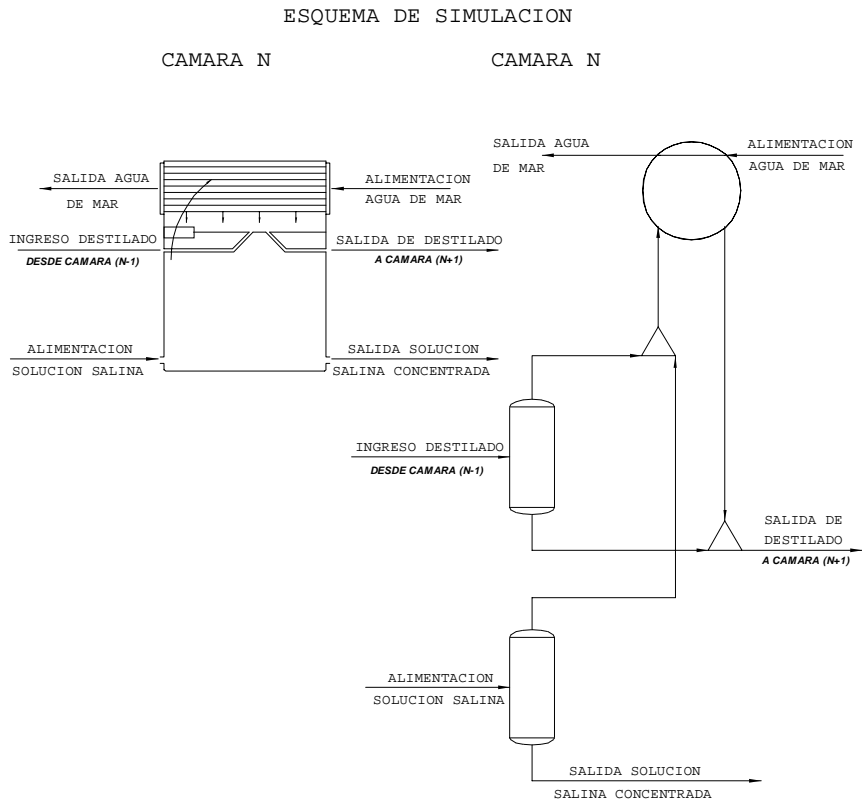 ESQUEMA DE SIMULACION
CAMARA N
SALIDA AGUA
DE MAR
ALIMENTACION
AGUA DE MAR
INGRESO DESTILADO
DESDE CAMARA (N-1)
SALIDA DE DESTILADO
A CAMARA (N+1)
ALIMENTACION
SOLUCION SALINA
SALIDA SOLUCION
SALINA CONCENTRADA
CAMARA N
SALIDA AGUA
DE MAR
ALIMENTACION
AGUA DE MAR
INGRESO DESTILADO
DESDE CAMARA (N-1)
SALIDA DE
DESTILADO
A CAMARA (N+1)
ALIMENTACION
SOLUCION SALINA
SALIDA SOLUCION
SALINA CONCENTRADA